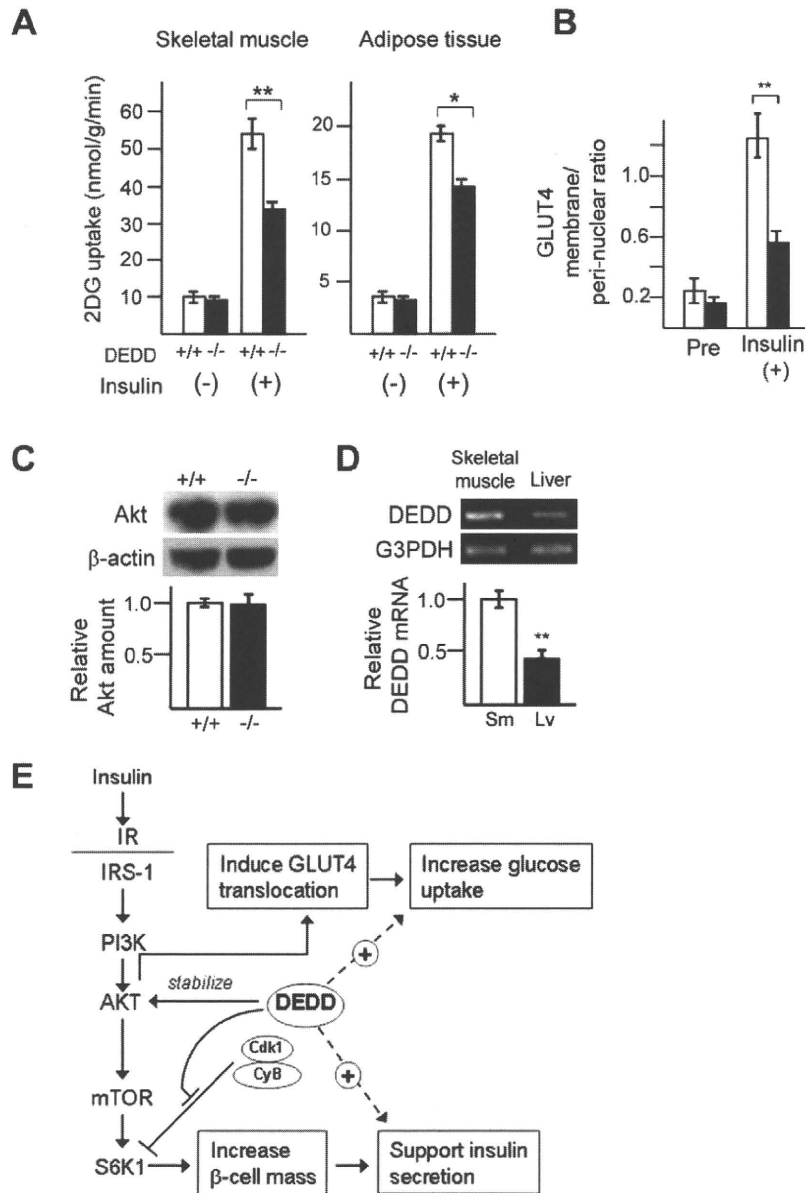 A
Skeletal muscle
Adipose tissue
2DG uptake (nmol/g/min)
60
50
40
30
20
10
**
20
15
10
5
*
DEDD +/+ -/- +/+ -/- +/+ -/- +/+ -/-
Insulin (-) (+) (-) (+)
B
GLUT4
membrane/
peri-nuclear ratio
1.0
0.6
0.2
**
Pre
Insulin
(+)
C
+/+ -/-
Akt
β-actin
Relative
Akt amount
1.0
0.5
+/+ -/-
D
Skeletal
muscle
Liver
DEDD
G3PDH
Relative
DEDD mRNA
1.0
0.5
**
Sm Lv
E
Insulin
IR
IRS-1
PI3K
AKT
mTOR
S6K1
Induce GLUT4
translocation
Increase glucose
uptake
+
stabilize
DEDD
Cdk1
CyB
+
Increase
β-cell mass
Support insulin
secretion